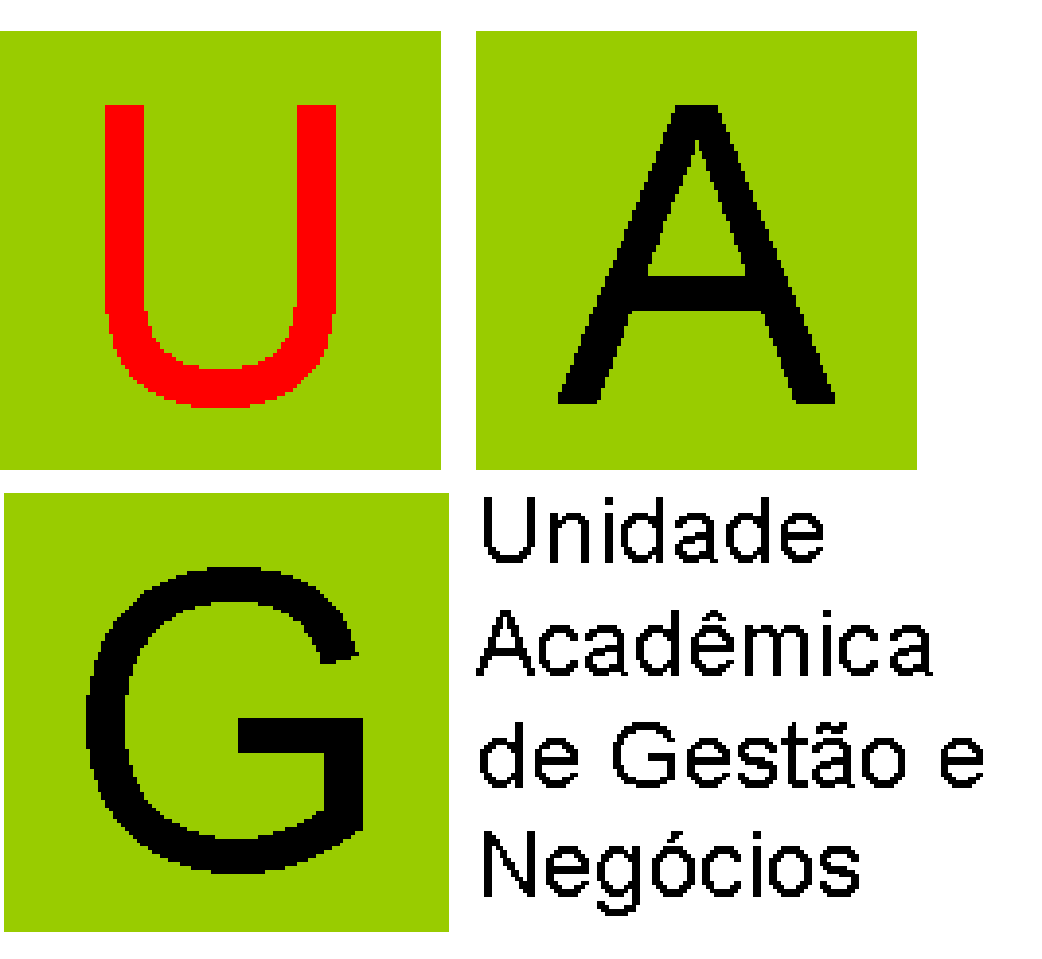 U A
G
Unidade
Acadêmica
de Gestão e
Negócios